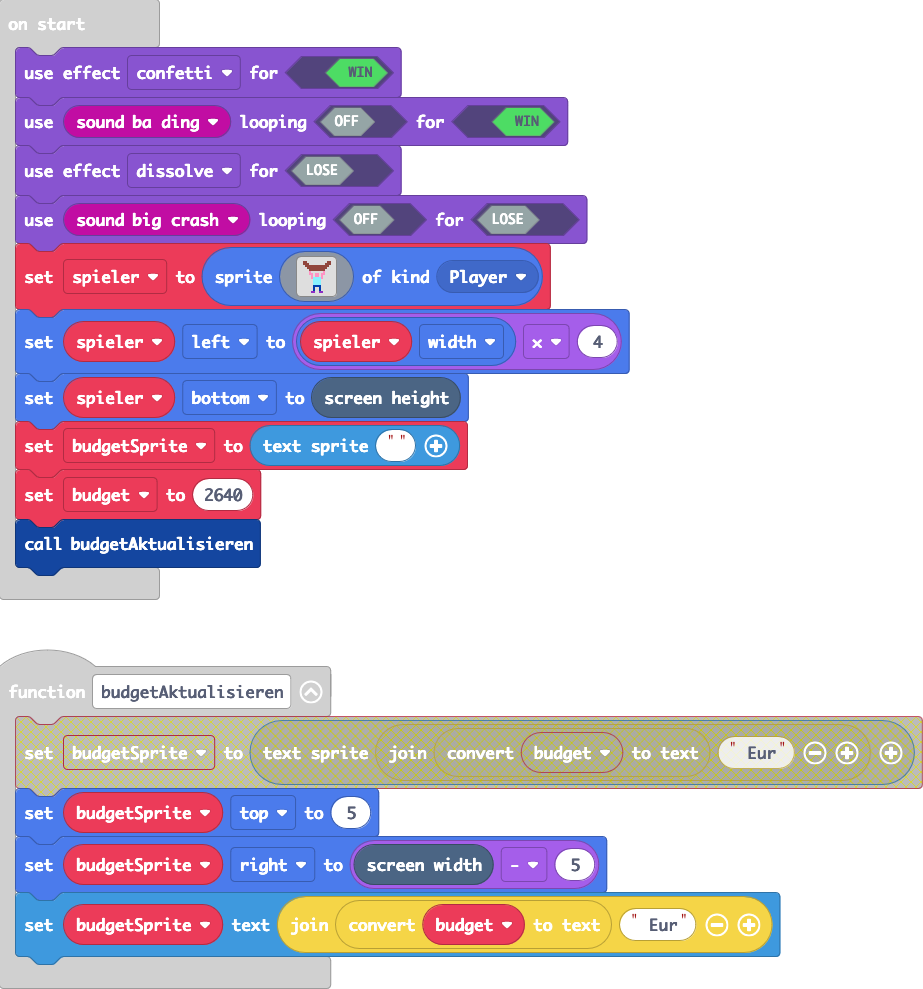 on start
use effect confetti for WIN
use sound ba ding looping OFF for WIN
use effect dissolve for LOSE
use sound big crash looping OFF for LOSE
set spieler to sprite of kind Player
set spieler left to spieler width x 4
set spieler bottom to screen height
set budgetSprite to text sprite " "
set budget to 2640
call budgetAktualisieren
function budgetAktualisieren
set budgetSprite to text sprite join convert budget to text " Eur"
set budgetSprite top to 5
set budgetSprite right to screen width - 5
set budgetSprite text join convert budget to text " Eur"